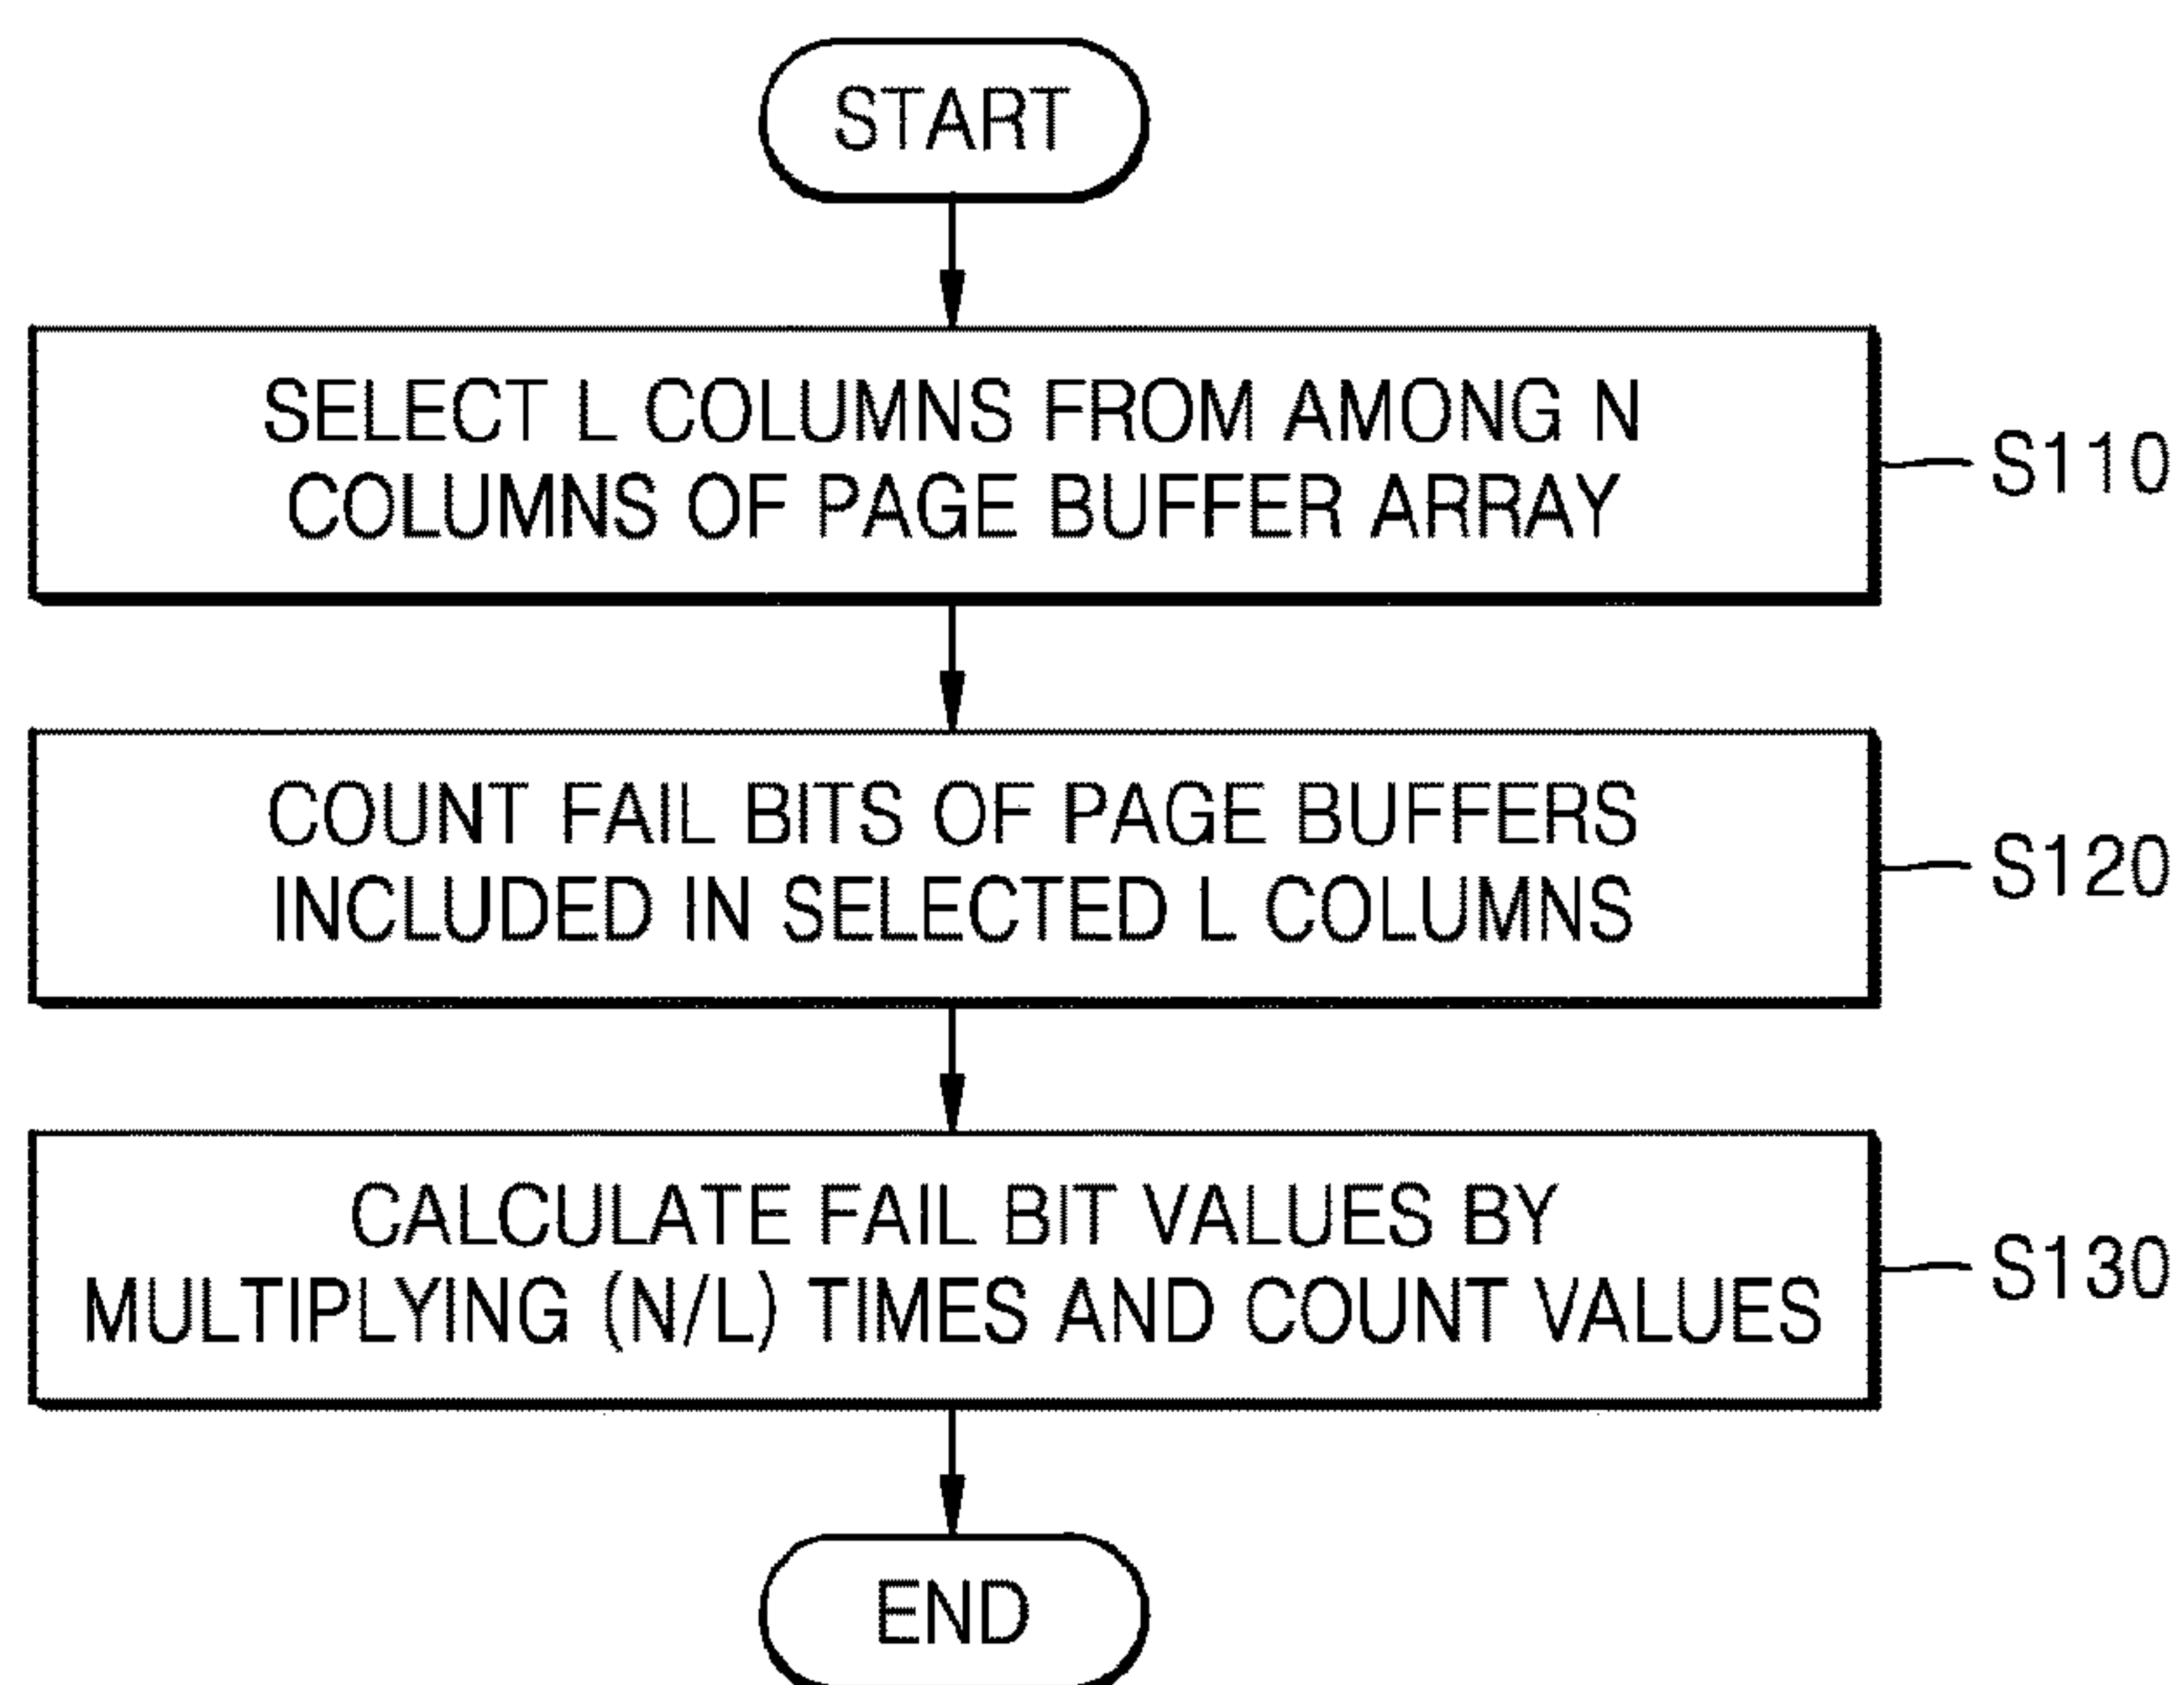 START
SELECT L COLUMNS FROM AMONG N
COLUMNS OF PAGE BUFFER ARRAY
S110
COUNT FAIL BITS OF PAGE BUFFERS
INCLUDED IN SELECTED L COLUMNS
S120
CALCULATE FAIL BIT VALUES BY
MULTIPLYING (N/L) TIMES AND COUNT VALUES
S130
END